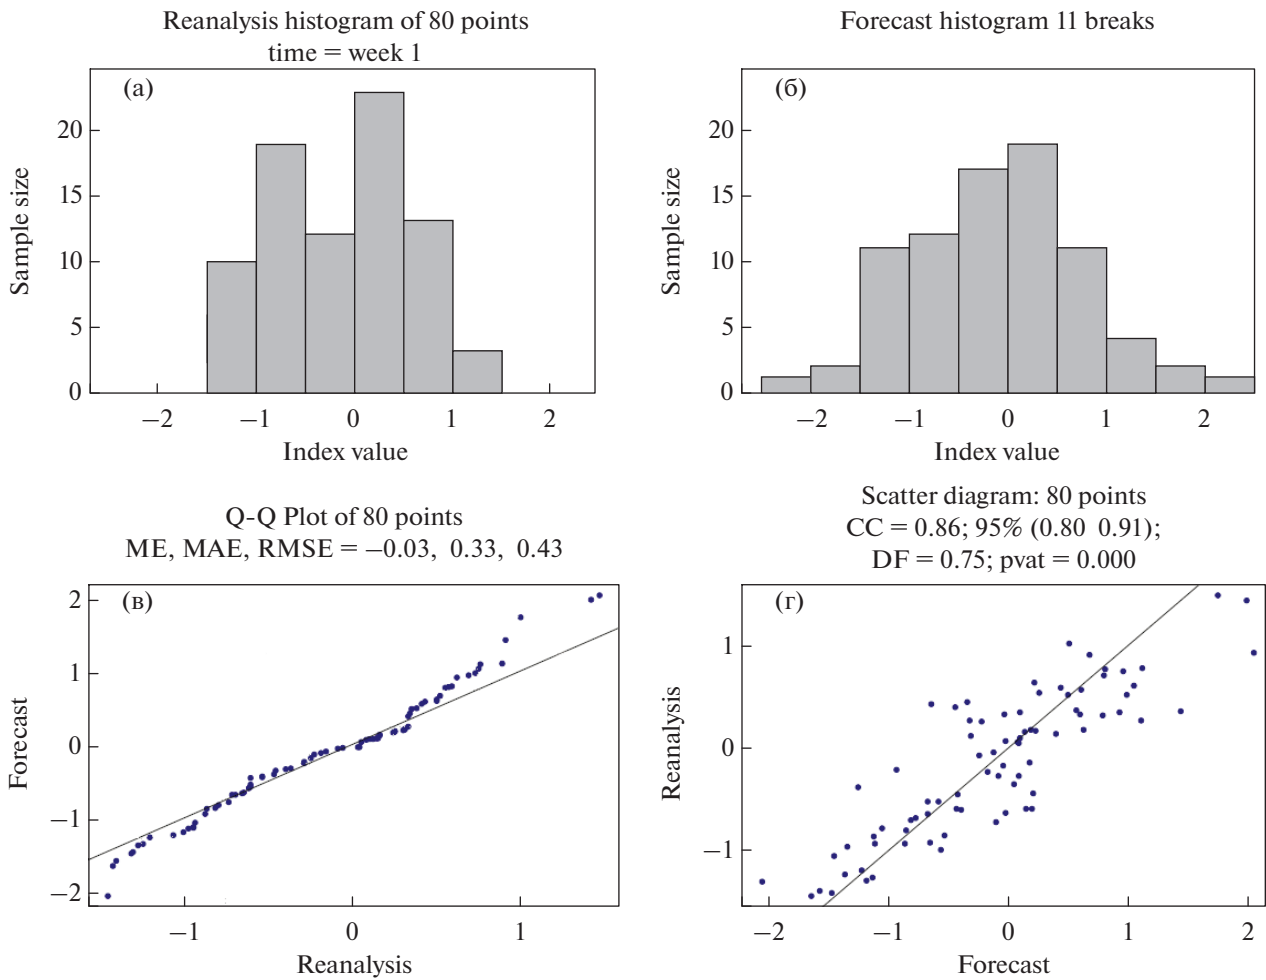 Reanalysis histogram of 80 points
time = week 1
(а)
Sample size
20
15
10
5
0
−2
−1
0
1
2
Index value
Forecast histogram 11 breaks
(б)
Sample size
20
15
10
5
0
−2
−1
0
1
2
Index value
Q-Q Plot of 80 points
ME, MAE, RMSE = −0.03, 0.33, 0.43
(в)
Forecast
2
1
0
−1
−2
−1
0
1
Reanalysis
Scatter diagram: 80 points
CC = 0.86; 95% (0.80 0.91);
DF = 0.75; pvat = 0.000
(г)
Reanalysis
1
0
−1
−2
−1
0
1
2
Forecast